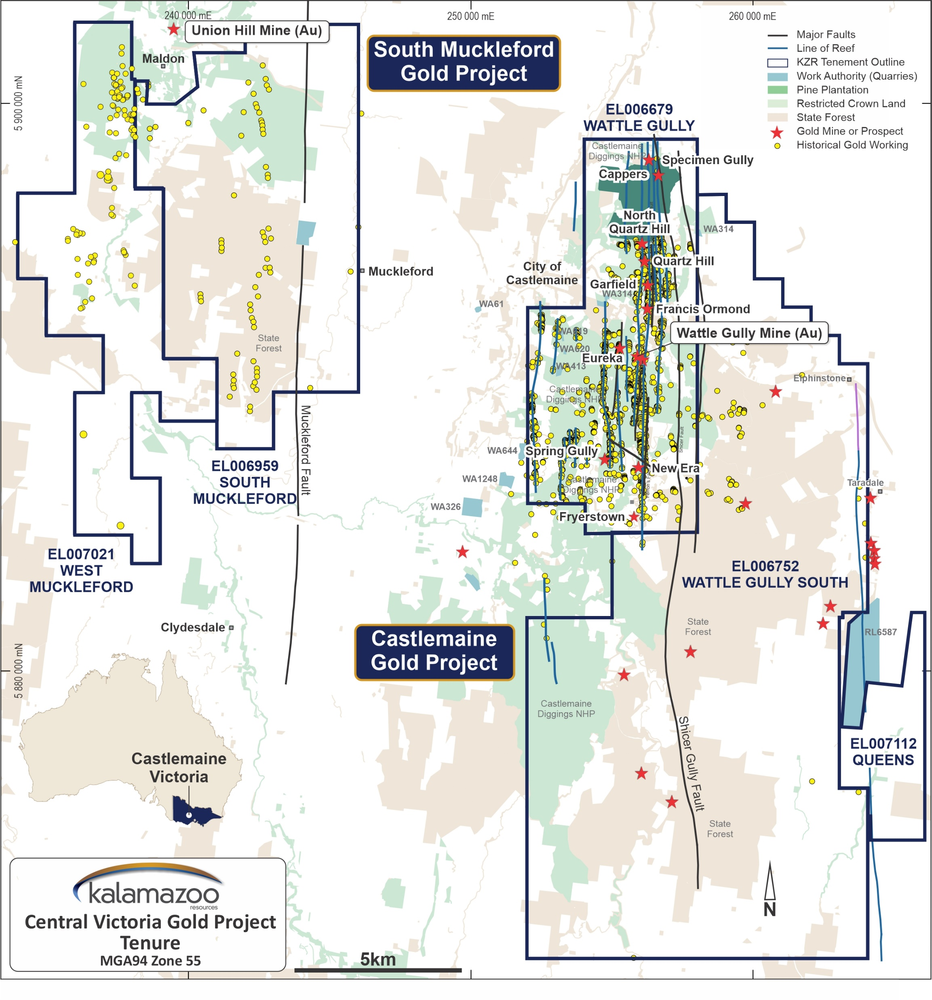 240 000 mE
250 000 mE
260 000 mE
Union Hill Mine (Au)
Maldon
South Muckleford
Gold Project
Major Faults
Line of Reef
KZR Tenement Outline
Work Authority (Quarries)
Pine Plantation
Restricted Crown Land
State Forest
Gold Mine or Prospect
Historical Gold Working
5 900 000 mN
EL006679
WATTLE GULLY
Castlemaine
Diggings NHP
Specimen Gully
Cappers
North
Quartz Hill
WA314
Quartz Hill
City of
Castlemaine
Muckleford
Garfield
WA314
WA61
Francis Ormond
WA619
Wattle Gully Mine (Au)
State
Forest
WA620
Eureka
WA413
Elphinstone
Castlemaine
Diggings NHP
Muckleford Fault
Shicer Fault
WA644
Spring Gully
EL006959
SOUTH
MUCKLEFORD
New Era
WA1248
Castlemaine
Diggings NHP
Taradale
WA326
Fryerstown
EL007021
WEST
MUCKLEFORD
EL006752
WATTLE GULLY SOUTH
Clydesdale
State
Forest
RL6587
Castlemaine
Gold Project
5 880 000 mN
Castlemaine
Diggings NHP
Shicer Gully Fault
EL007112
QUEENS
Castlemaine
Victoria
State
Forest
kalamazoo
resources
Central Victoria Gold Project
Tenure
MGA94 Zone 55
5km
N